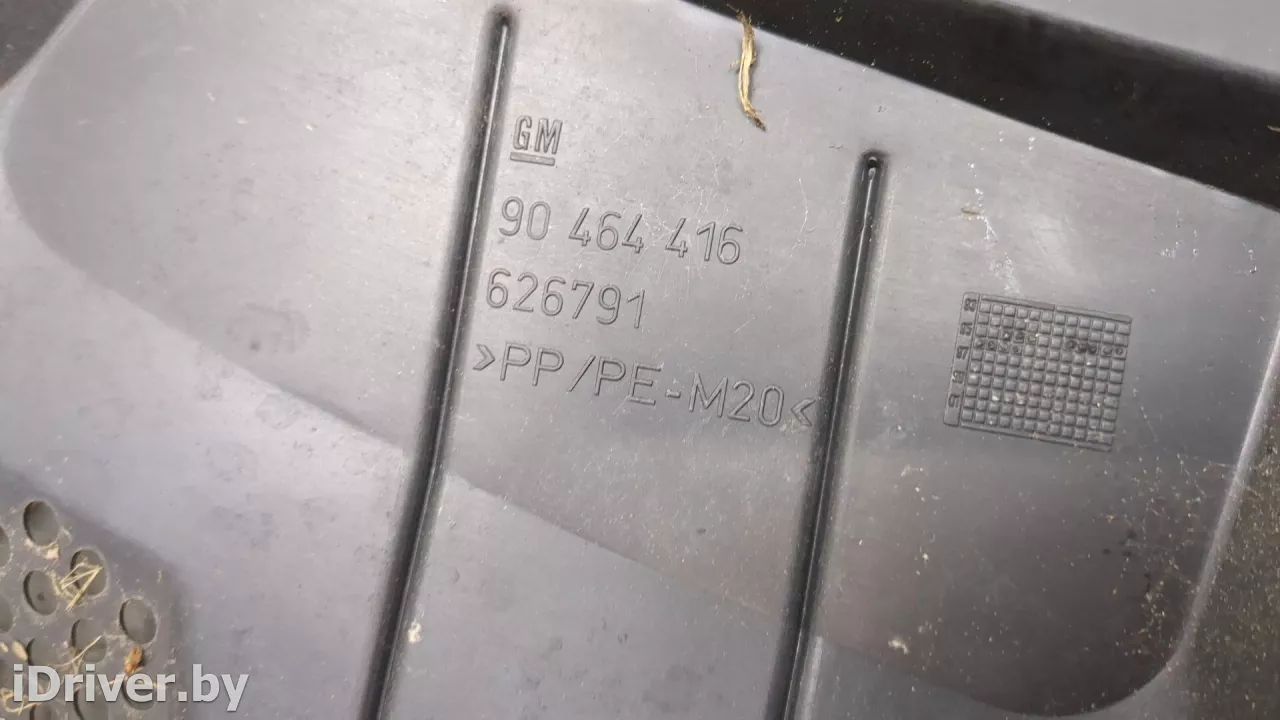 GM
90 464 416
626791
>PP/PE-M20<
iDriver.by